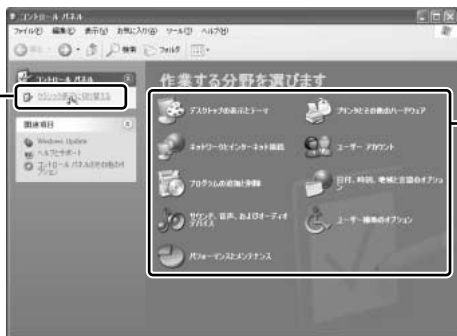 コントロール パネル
ファイル(F) 編集(E) 表示(V) お気に入り(A) ツール(T) ヘルプ(H)
検索 フォルダ
コントロール パネル
クラシック表示に切り替える
関連項目
Windows Update
ヘルプとサポート
コントロール パネルのその他のオプション
作業する分野を選びます
デスクトップの表示とテーマ
プリンタとその他のハードウェア
ネットワークとインターネット接続
ユーザー アカウント
プログラムの追加と削除
日付、時刻、地域と言語のオプション
サウンド、音声、およびオーディオ デバイス
ユーザー補助のオプション
パフォーマンスとメンテナンス